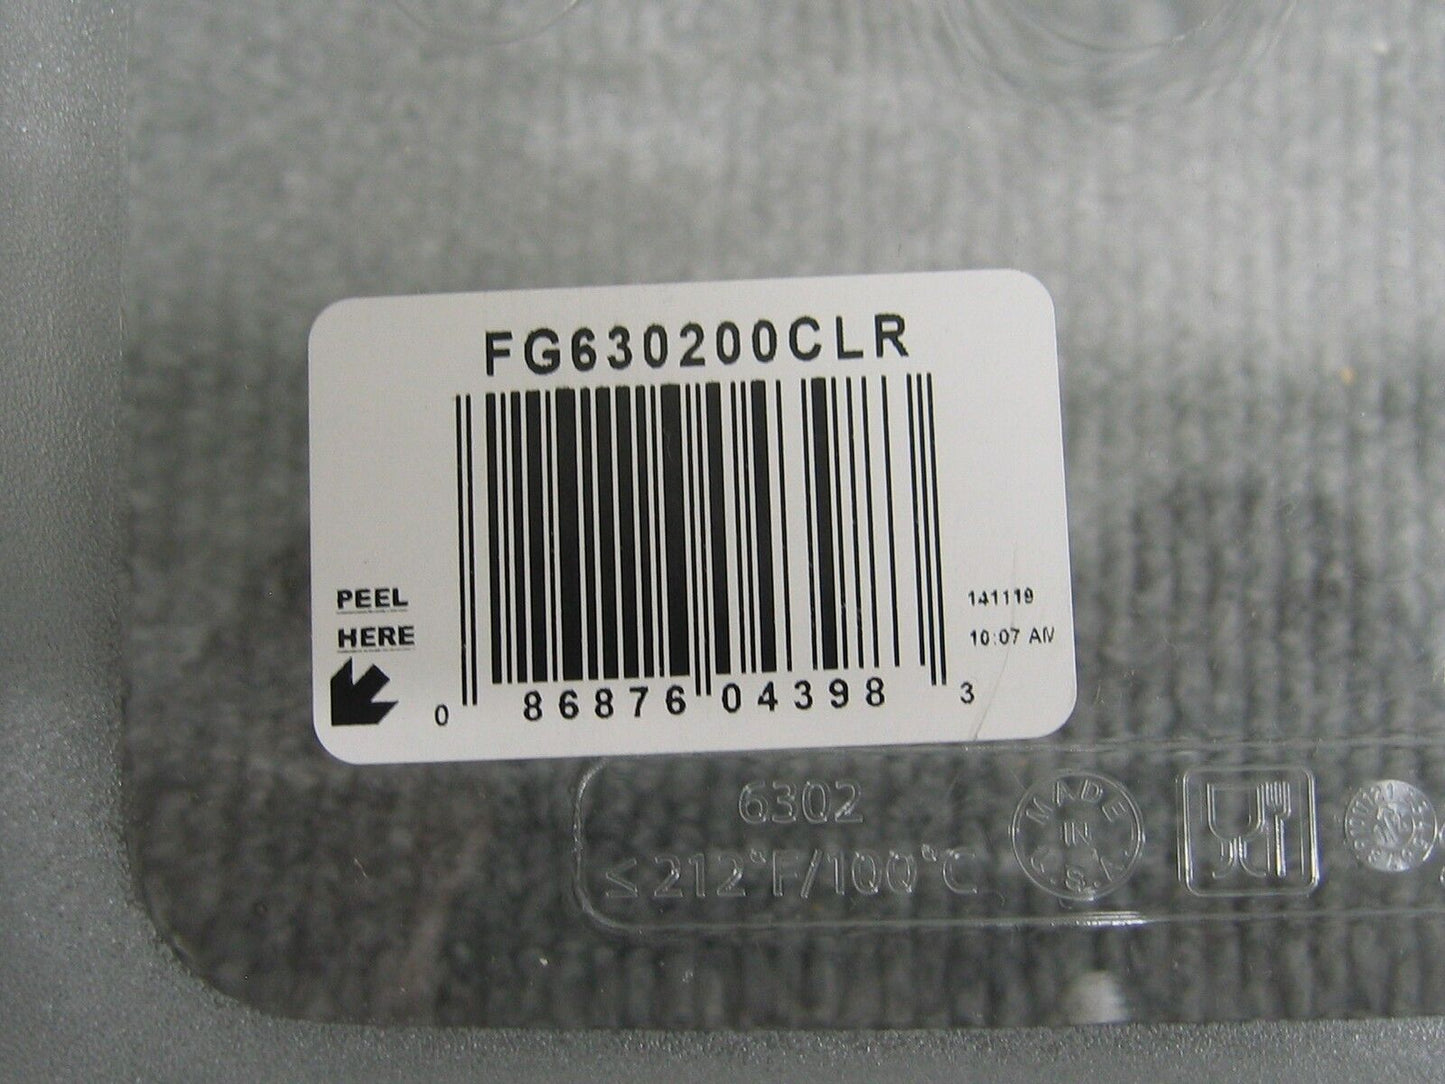 FG630200CLR
PEEL
HERE
141119
10:07 AM
0 86876 04398 3
6302
≤212°F/100°C
MADE
IN
U.S.A.